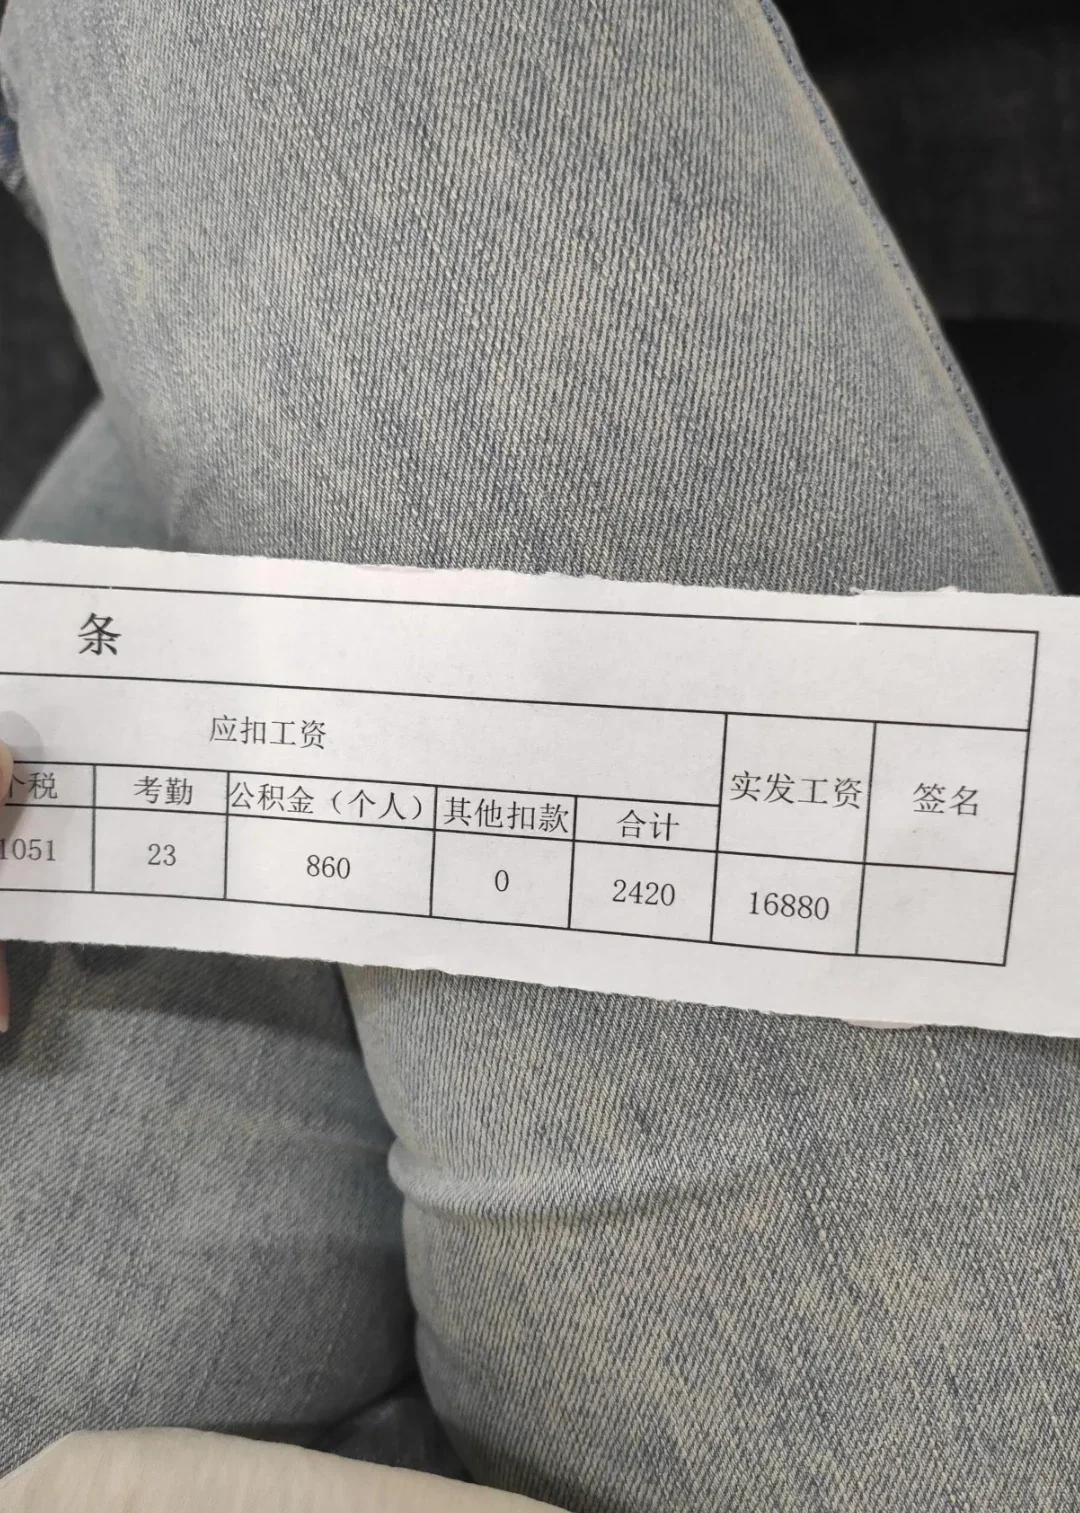 条
应扣工资 实发工资 签名
个税 考勤 公积金（个人） 其他扣款 合计
1051 23 860 0 2420 16880